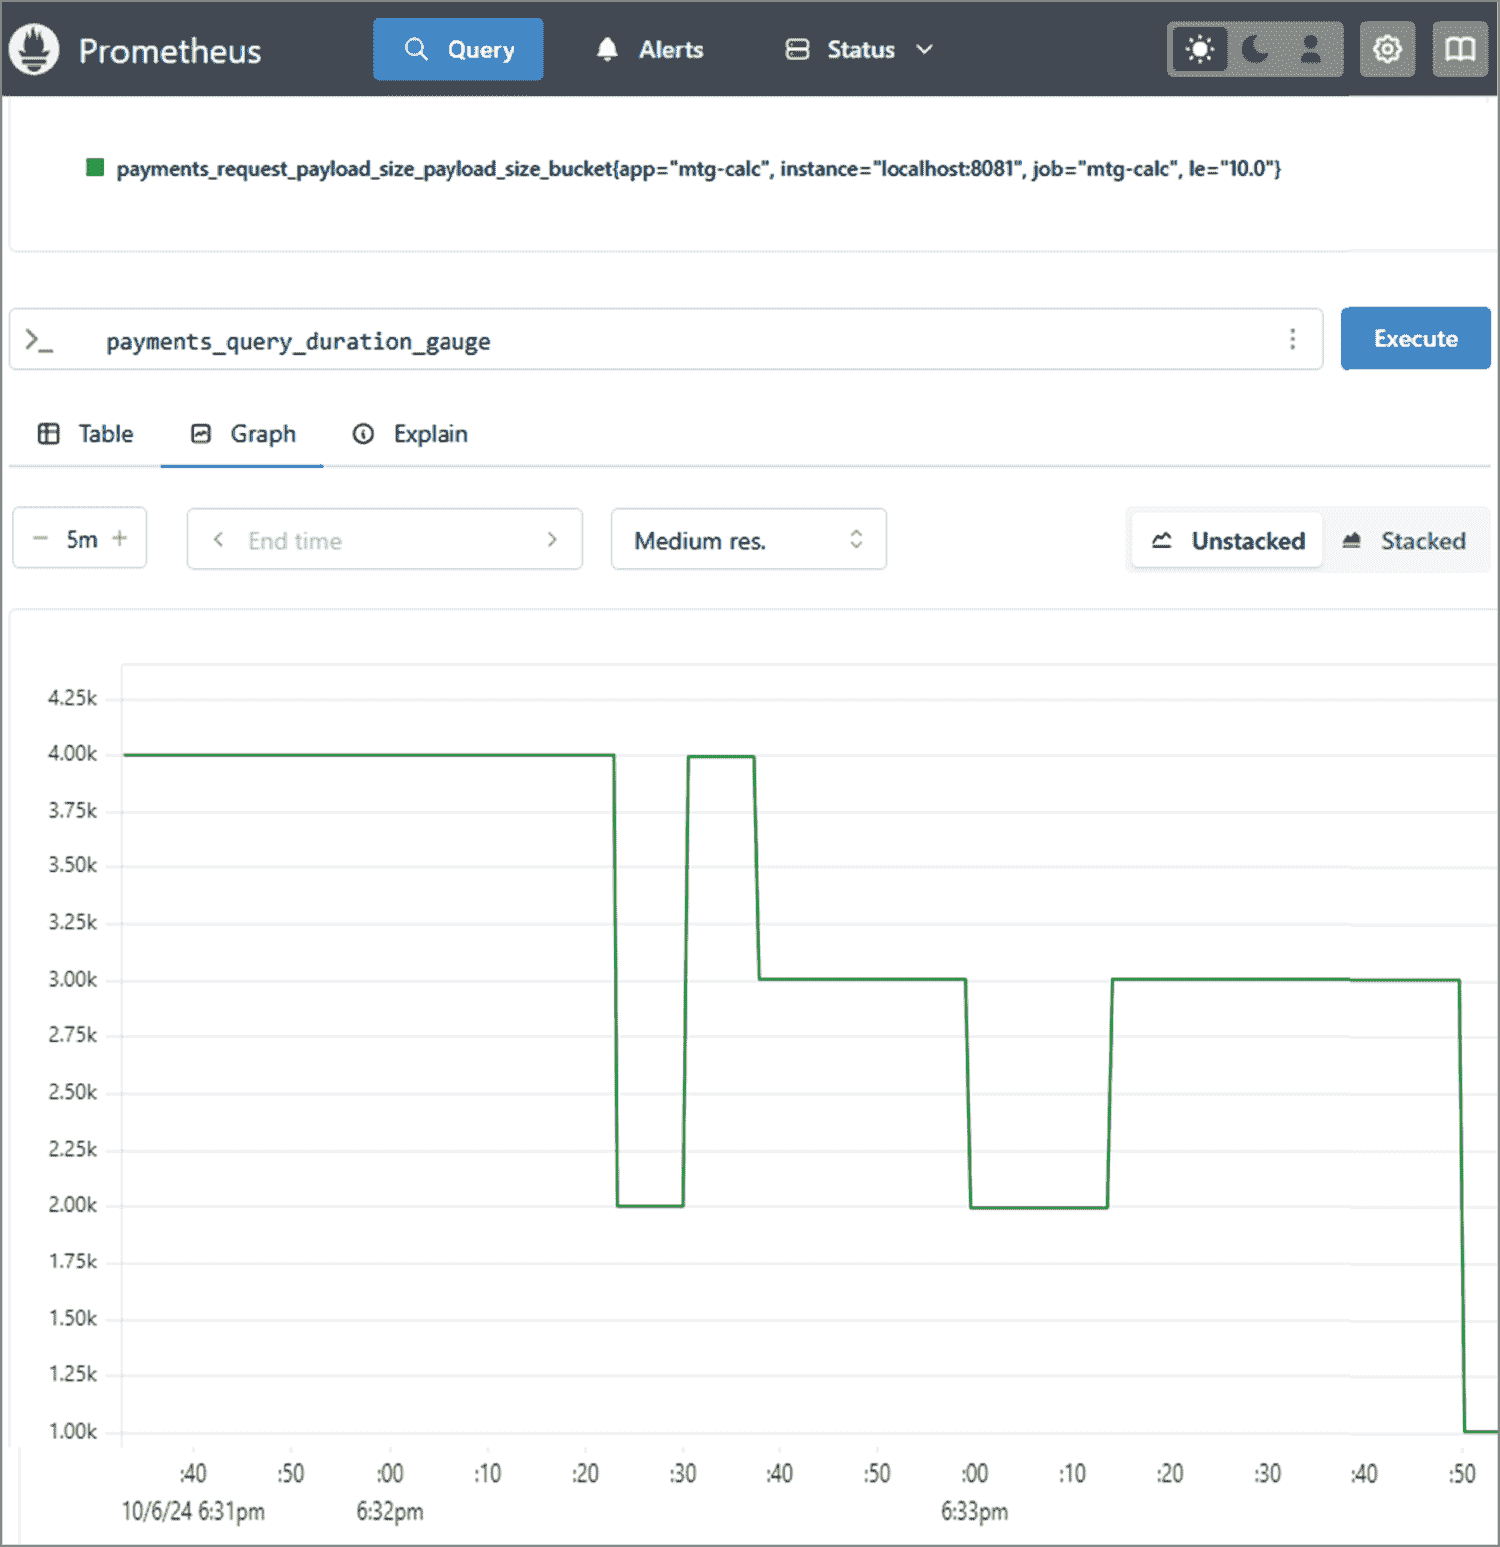 Prometheus Query Alerts Status
payments_request_payload_size_payload_size_bucket{app="mtg-calc", instance="localhost:8081", job="mtg-calc", le="10.0"}
>_ payments_query_duration_gauge Execute
Table Graph Explain
− 5m + < End time > Medium res. Unstacked Stacked
4.25k
4.00k
3.75k
3.50k
3.25k
3.00k
2.75k
2.50k
2.25k
2.00k
1.75k
1.50k
1.25k
1.00k
:40 :50 :00 :10 :20 :30 :40 :50 :00 :10 :20 :30 :40 :50
10/6/24 6:31pm 6:32pm 6:33pm